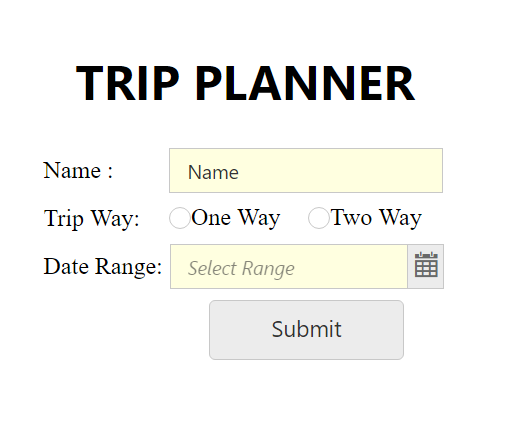 TRIP PLANNER
Name : Name
Trip Way: One Way Two Way
Date Range: Select Range
Submit